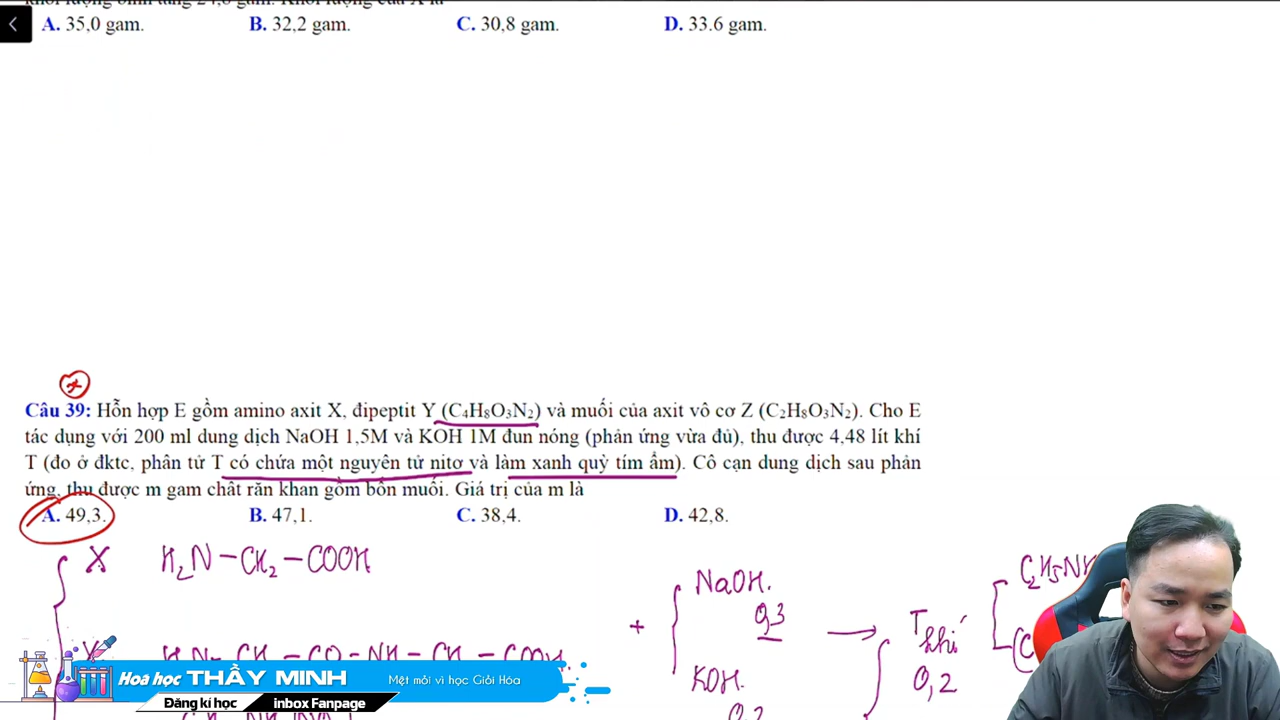 A. 35,0 gam. B. 32,2 gam. C. 30,8 gam. D. 33.6 gam.
Câu 39: Hỗn hợp E gồm amino axit X, đipeptit Y (C₄H₈O₃N₂) và muối của axit vô cơ Z (C₂H₈O₃N₂). Cho E
tác dụng với 200 ml dung dịch NaOH 1,5M và KOH 1M đun nóng (phản ứng vừa đủ), thu được 4,48 lít khí
T (đo ở đktc, phân tử T có chứa một nguyên tử nitơ và làm xanh quỳ tím ẩm). Cô cạn dung dịch sau phản
ứng, thu được m gam chất rắn khan gồm bốn muối. Giá trị của m là
A. 49,3. B. 47,1. C. 38,4. D. 42,8.
X H₂N – CH₂ – COOH
NaOH.
0,3
+
T khí
0,2
C₂H₅NH
KOH.
0,2
Hoá học THẦY MINH
Mệt mỏi vì học Giỏi Hóa
Đăng kí học inbox Fanpage